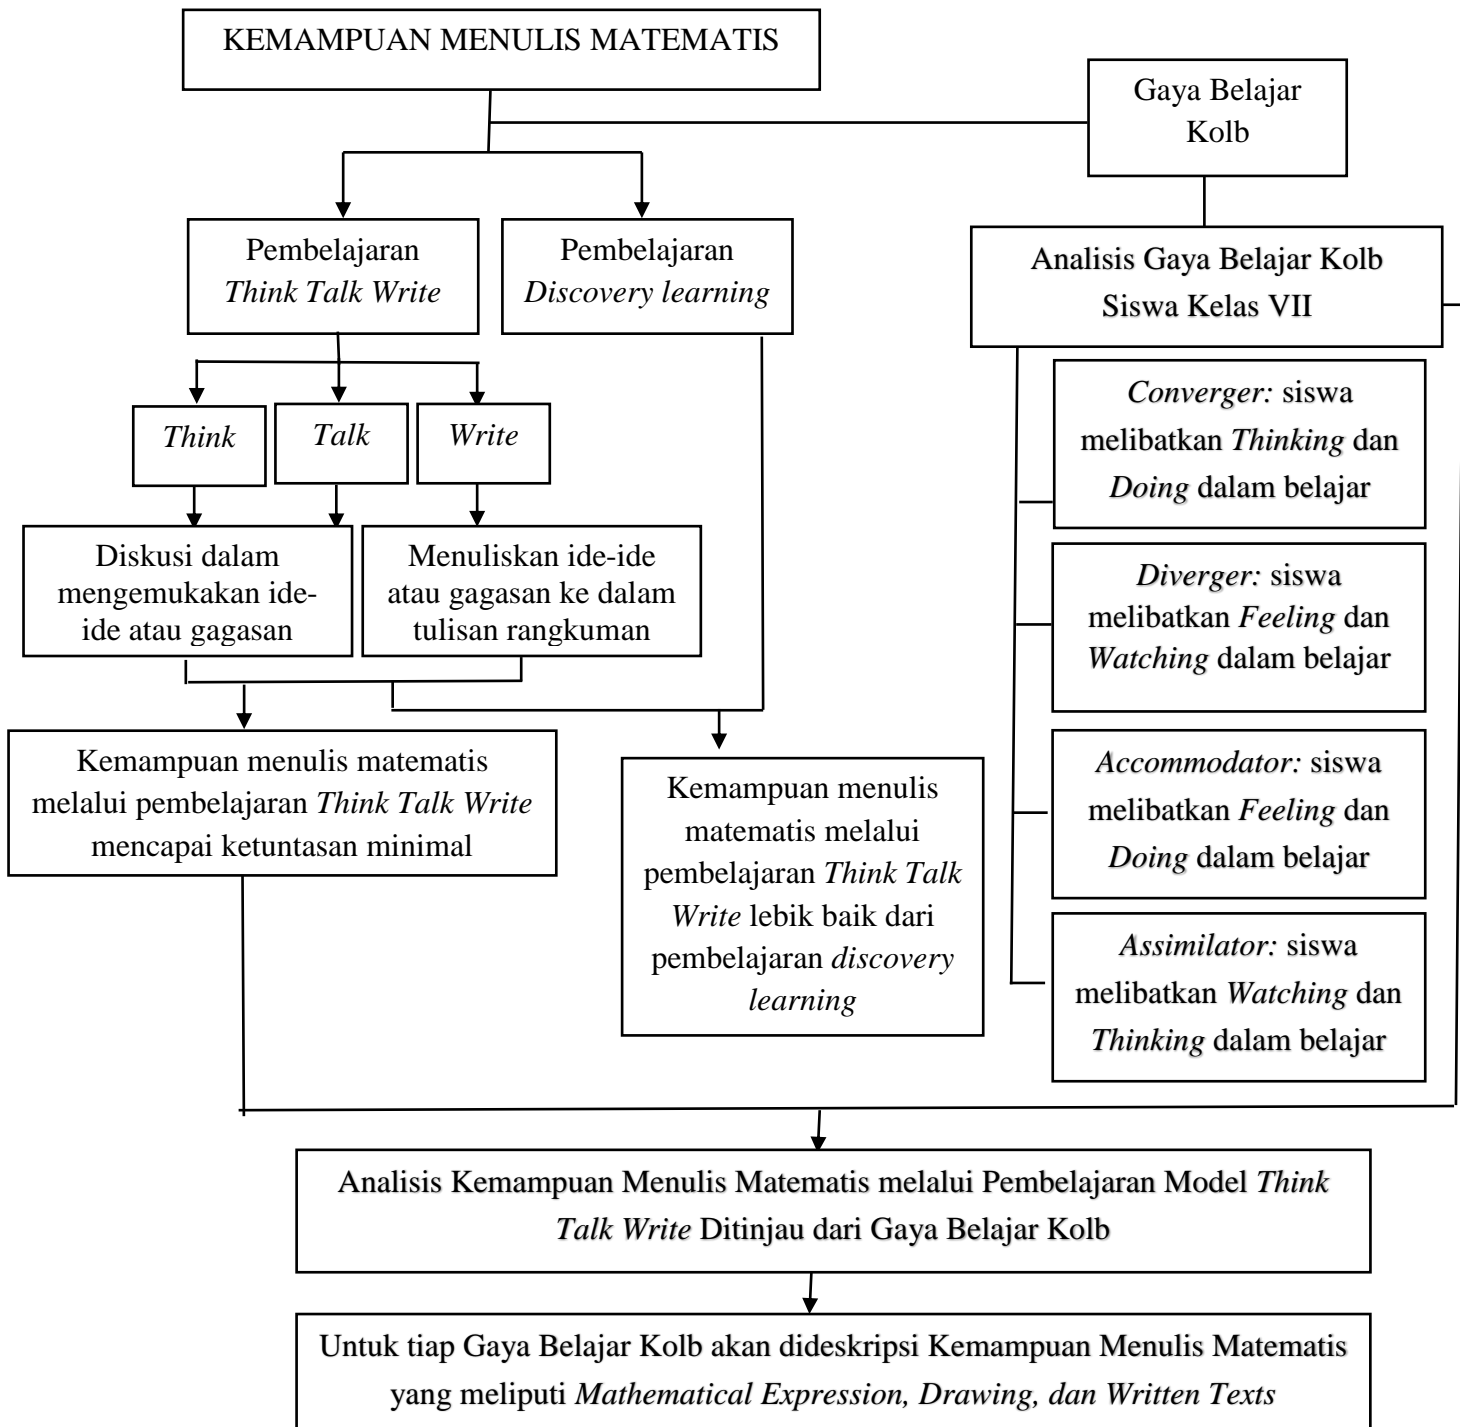 KEMAMPUAN MENULIS MATEMATIS
Gaya Belajar
Kolb
Pembelajaran
Think Talk Write
Pembelajaran
Discovery learning
Analisis Gaya Belajar Kolb
Siswa Kelas VII
Think
Talk
Write
Diskusi dalam
mengemukakan ide-
ide atau gagasan
Menuliskan ide-ide
atau gagasan ke dalam
tulisan rangkuman
Converger: siswa
melibatkan Thinking dan
Doing dalam belajar
Diverger: siswa
melibatkan Feeling dan
Watching dalam belajar
Accommodator: siswa
melibatkan Feeling dan
Doing dalam belajar
Assimilator: siswa
melibatkan Watching dan
Thinking dalam belajar
Kemampuan menulis matematis
melalui pembelajaran Think Talk Write
mencapai ketuntasan minimal
Kemampuan menulis
matematis melalui
pembelajaran Think Talk
Write lebik baik dari
pembelajaran discovery
learning
Analisis Kemampuan Menulis Matematis melalui Pembelajaran Model Think
Talk Write Ditinjau dari Gaya Belajar Kolb
Untuk tiap Gaya Belajar Kolb akan dideskripsi Kemampuan Menulis Matematis
yang meliputi Mathematical Expression, Drawing, dan Written Texts